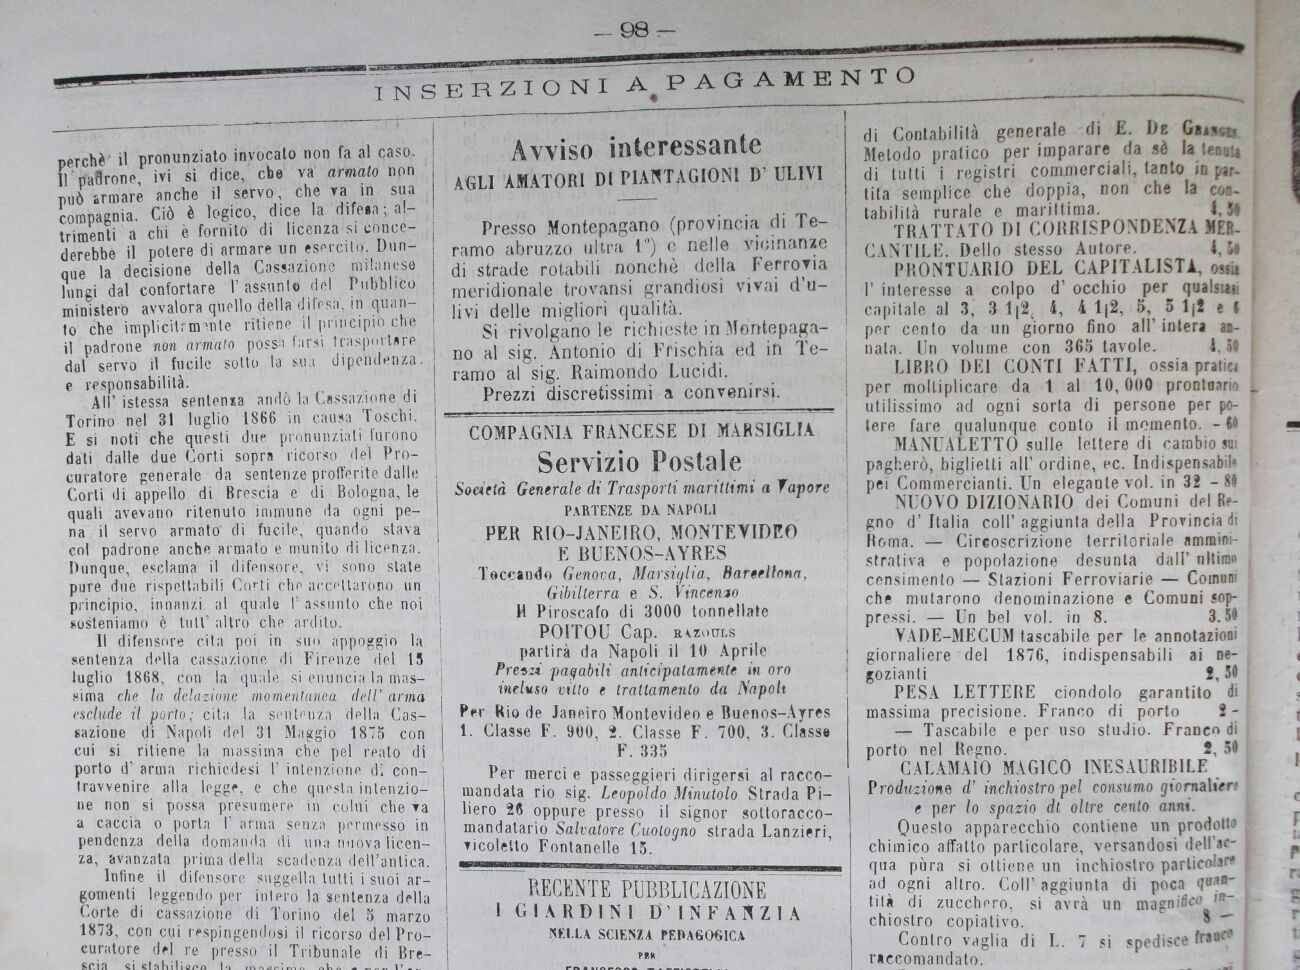 — 98 —
INSERZIONI A PAGAMENTO
perchè il pronunziato invocato non fa al caso.
Il padrone, ivi si dice, che va armato non
può armare anche il servo, che va in sua
compagnia. Ciò è logico, dice la difesa; al-
trimenti a chi è fornito di licenza si conce-
derebbe il potere di armare un esercito. Dun-
que la decisione della Cassazione milanese
lungi dal confortare l'assunto del Pubblico
ministero avvalora quello della difesa, in quan-
to che implicitrmente ritiene il principio che
il padrone non armato possa farsi trasportare
dal servo il fucile sotto la sua dipendenza.
e responsabilità.
All'istessa sentenza andò la Cassazione di
Torino nel 31 luglio 1866 in causa Toschi.
E si noti che questi due pronunziati furono
dati dalle due Corti sopra ricorso del Pro-
curatore generale da sentenze profferite dalle
Corti di appello di Brescia e di Bologna, le
quali avevano ritenuto immune da ogni pe-
na il servo armato di fucile, quando stava
col padrone anche armato e munito di licenza.
Dunque, esclama il difensore, vi sono state
pure due rispettabili Corti che accettarono un
principio, innanzi al quale l'assunto che noi
sosteniamo è tutt'altro che ardito.
Il difensore cita poi in suo appoggio la
sentenza della cassazione di Firenze del 15
luglio 1868, con la quale si enuncia la mas-
sima che la delazione momentanea dell'arma
esclude il porto; cita la sentenza della Cas-
sazione di Napoli del 31 Maggio 1875 con
cui si ritiene la massima che pel reato di
porto d'arma richiedesi l'intenzione di con-
travvenire alla legge, e che questa intenzio-
ne non si possa presumere in colui che va
a caccia o porta l'arma senza permesso in
pendenza della domanda di una nuova licen-
za, avanzata prima della scadenza dell'antica.
Infine il difensore suggella tutti i suoi ar-
gomenti leggendo per intero la sentenza della
Corte di cassazione di Torino del 5 marzo
1873, con cui respingendosi il ricorso del Pro-
curatore del re presso il Tribunale di Bre-
scia si stabilisce la massima che
Avviso interessante
AGLI AMATORI DI PIANTAGIONI D'ULIVI
Presso Montepagano (provincia di Te-
ramo abruzzo ultra 1°) e nelle vicinanze
di strade rotabili nonchè della Ferrovia
meridionale trovansi grandiosi vivai d'u-
livi delle migliori qualità.
Si rivolgano le richieste in Montepaga-
no al sig. Antonio di Frischia ed in Te-
ramo al sig. Raimondo Lucidi.
Prezzi discretissimi a convenirsi.
COMPAGNIA FRANCESE DI MARSIGLIA
Servizio Postale
Società Generale di Trasporti marittimi a Vapore
PARTENZE DA NAPOLI
PER RIO-JANEIRO, MONTEVIDEO
E BUENOS-AYRES
Toccando Genova, Marsiglia, Barcellona,
Gibilterra e S. Vincenzo
Il Piroscafo di 3000 tonnellate
POITOU Cap. RAZOULS
partirà da Napoli il 10 Aprile
Prezzi pagabili anticipatamente in oro
incluso vitto e trattamento da Napoli
Per Rio de Janeiro Montevideo e Buenos-Ayres
1. Classe F. 900, 2. Classe F. 700, 3. Classe
F. 335
Per merci e passeggieri dirigersi al racco-
mandata rio sig. Leopoldo Minutolo Strada Pi-
liero 26 oppure presso il signor sottoracco-
mandatario Salvatore Cuotogno strada Lanzieri,
vicoletto Fontanelle 15.
RECENTE PUBBLICAZIONE
I GIARDINI D'INFANZIA
NELLA SCIENZA PEDAGOGICA
PER
di Contabilità generale di E. DE GRANGES.
Metodo pratico per imparare da sè la tenuta
di tutti i registri commerciali, tanto in par-
tita semplice che doppia, non che la con-
tabilità rurale e marittima. 4,50
TRATTATO DI CORRISPONDENZA MER-
CANTILE. Dello stesso Autore. 4,50
PRONTUARIO DEL CAPITALISTA, ossia
l'interesse a colpo d'occhio per qualsiasi
capitale al 3, 3 1|2, 4, 4 1|2, 5, 5 1|2 e 6
per cento da un giorno fino all'intera an-
nata. Un volume con 365 tavole. 4,50
LIBRO DEI CONTI FATTI, ossia pratica
per moltiplicare da 1 al 10,000 prontuario
utilissimo ad ogni sorta di persone per po-
tere fare qualunque conto il momento. - 60
MANUALETTO sulle lettere di cambio sui
pagherò, biglietti all'ordine, ec. Indispensabile
pei Commercianti. Un elegante vol. in 32 - 80
NUOVO DIZIONARIO dei Comuni del Re-
gno d'Italia coll'aggiunta della Provincia di
Roma. — Circoscrizione territoriale ammini-
strativa e popolazione desunta dall'ultimo
censimento — Stazioni Ferroviarie — Comuni
che mutarono denominazione e Comuni sop-
pressi. — Un bel vol. in 8. 3.50
VADE-MECUM tascabile per le annotazioni
giornaliere del 1876, indispensabili ai ne-
gozianti 2,50
PESA LETTERE ciondolo garantito di
massima precisione. Franco di porto 2 -
— Tascabile e per uso studio. Franco di
porto nel Regno. 2,50
CALAMAIO MAGICO INESAURIBILE
Produzione d'inchiostro pel consumo giornaliero
e per lo spazio di oltre cento anni.
Questo apparecchio contiene un prodotto
chimico affatto particolare, versandosi dell'ac-
qua pùra si ottiene un inchiostro particolare
ad ogni altro. Coll'aggiunta di poca quan-
tità di zucchero, si avrà un magnifico in-
chiostro copiativo. 8 —
Contro vaglia di L. 7 si spedisce franco
raccomandato.